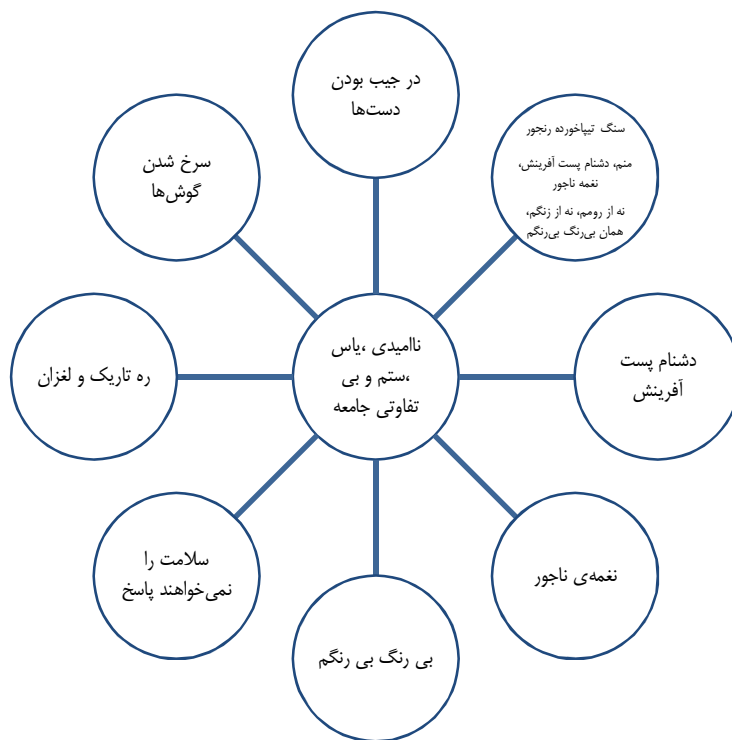 در جیب بودن
دست‌ها
سنگ تیپاخورده رنجور
منم، دشنام پست آفرینش،
نغمه ناجور
نه از رومم، نه از زنگم،
همان بی‌رنگ بی‌رنگم
سرخ شدن
گوش‌ها
ناامیدی ،یاس
،ستم و بی
تفاوتی جامعه
دشنام پست
آفرینش
ره تاریک و لغزان
نغمه‌ی ناجور
سلامت را
نمی‌خواهند پاسخ
بی رنگ بی رنگم